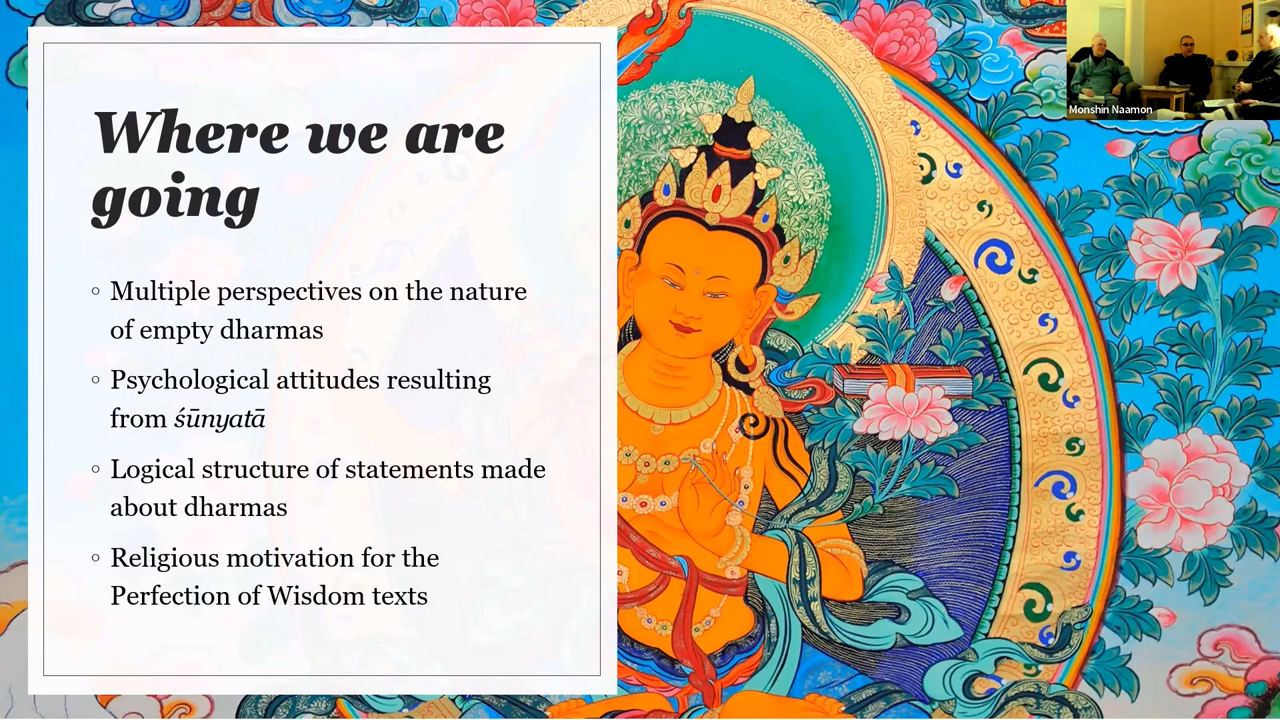 Where we are
going
◦ Multiple perspectives on the nature
of empty dharmas
◦ Psychological attitudes resulting
from śūnyatā
◦ Logical structure of statements made
about dharmas
◦ Religious motivation for the
Perfection of Wisdom texts
Monshin Naamon